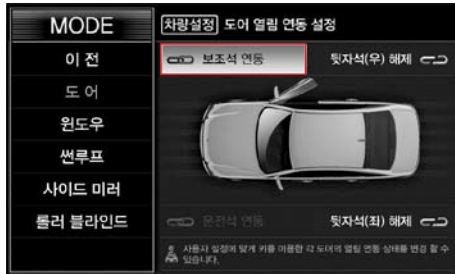 MODE
차량설정 도어 열림 연동 설정
이 전
보조석 연동
뒷자석(우) 해제
도 어
윈도우
썬루프
사이드 미러
롤러 블라인드
운전석 연동
뒷자석(좌) 해제
사용자 설정에 맞게 키를 이용한 각 도어의 열림 연동 상태를 변경 할 수
있습니다.